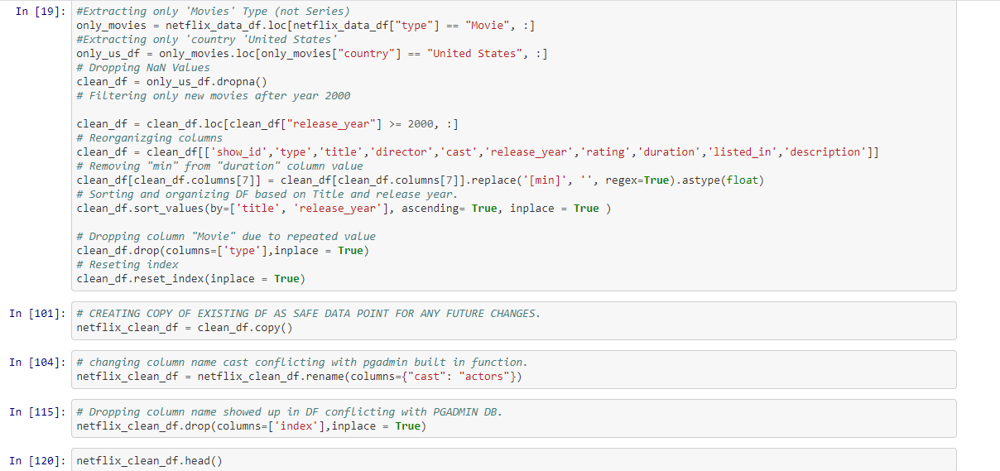 In [19]: #Extracting only 'Movies' Type (not Series)
only_movies = netflix_data_df.loc[netflix_data_df["type"] == "Movie", :]
#Extracting only 'country 'United States'
only_us_df = only_movies.loc[only_movies["country"] == "United States", :]
# Dropping NaN Values
clean_df = only_us_df.dropna()
# Filtering only new movies after year 2000
clean_df = clean_df.loc[clean_df["release_year"] >= 2000, :]
# Reorganizging columns
clean_df = clean_df[['show_id','type','title','director','cast','release_year','rating','duration','listed_in','description']]
# Removing "min" from "duration" column value
clean_df[clean_df.columns[7]] = clean_df[clean_df.columns[7]].replace('[min]', '', regex=True).astype(float)
# Sorting and organizing DF based on Title and release year.
clean_df.sort_values(by=['title', 'release_year'], ascending= True, inplace = True )
# Dropping column "Movie" due to repeated value
clean_df.drop(columns=['type'],inplace = True)
# Reseting index
clean_df.reset_index(inplace = True)
In [101]: # CREATING COPY OF EXISTING DF AS SAFE DATA POINT FOR ANY FUTURE CHANGES.
netflix_clean_df = clean_df.copy()
In [104]: # changing column name cast conflicting with pgadmin built in function.
netflix_clean_df = netflix_clean_df.rename(columns={"cast": "actors"})
In [115]: # Dropping column name showed up in DF conflicting with PGADMIN DB.
netflix_clean_df.drop(columns=['index'],inplace = True)
In [120]: netflix_clean_df.head()